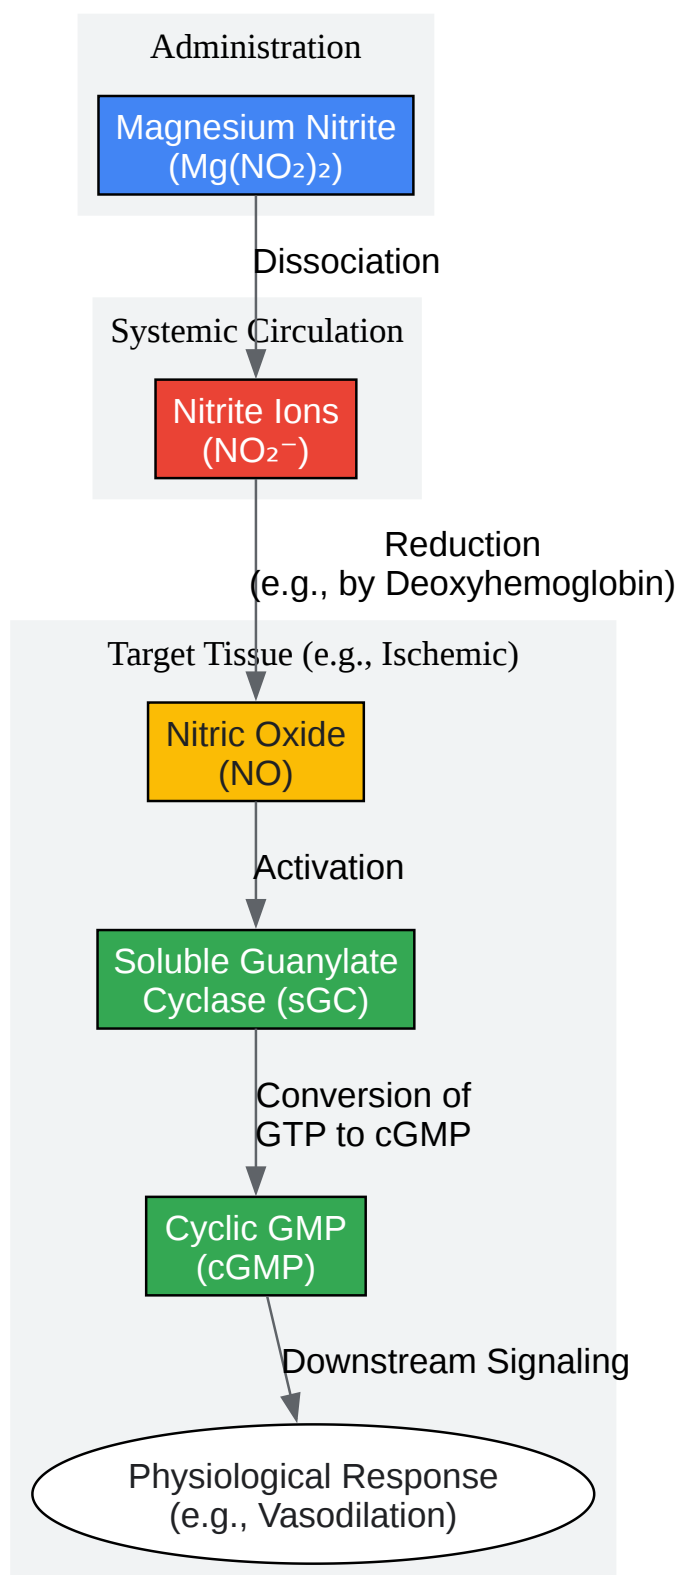 Administration
Magnesium Nitrite
(Mg(NO₂)₂)
Dissociation
Systemic Circulation
Nitrite Ions
(NO₂⁻)
Reduction
(e.g., by Deoxyhemoglobin)
Target Tissue (e.g., Ischemic)
Nitric Oxide
(NO)
Activation
Soluble Guanylate
Cyclase (sGC)
Conversion of
GTP to cGMP
Cyclic GMP
(cGMP)
Downstream Signaling
Physiological Response
(e.g., Vasodilation)